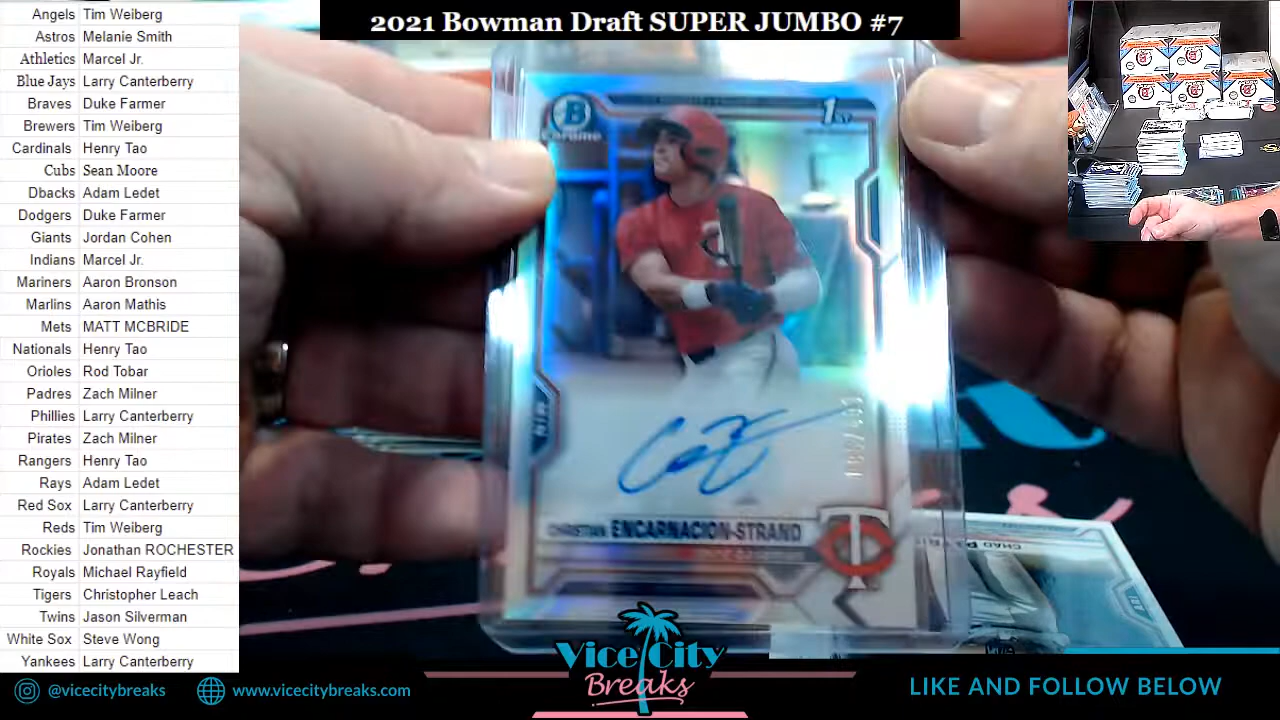 2021 Bowman Draft SUPER JUMBO #7
Angels Tim Weiberg
Astros Melanie Smith
Athletics Marcel Jr.
Blue Jays Larry Canterberry
Braves Duke Farmer
Brewers Tim Weiberg
Cardinals Henry Tao
Cubs Sean Moore
Dbacks Adam Ledet
Dodgers Duke Farmer
Giants Jordan Cohen
Indians Marcel Jr.
Mariners Aaron Bronson
Marlins Aaron Mathis
Mets MATT MCBRIDE
Nationals Henry Tao
Orioles Rod Tobar
Padres Zach Milner
Phillies Larry Canterberry
Pirates Zach Milner
Rangers Henry Tao
Rays Adam Ledet
Red Sox Larry Canterberry
Reds Tim Weiberg
Rockies Jonathan ROCHESTER
Royals Michael Rayfield
Tigers Christopher Leach
Twins Jason Silverman
White Sox Steve Wong
Yankees Larry Canterberry
B
Chrome
1st
CHRISTIAN ENCARNACION-STRAND
TC
CHAD
Vice City
Breaks
@vicecitybreaks
www.vicecitybreaks.com
LIKE AND FOLLOW BELOW